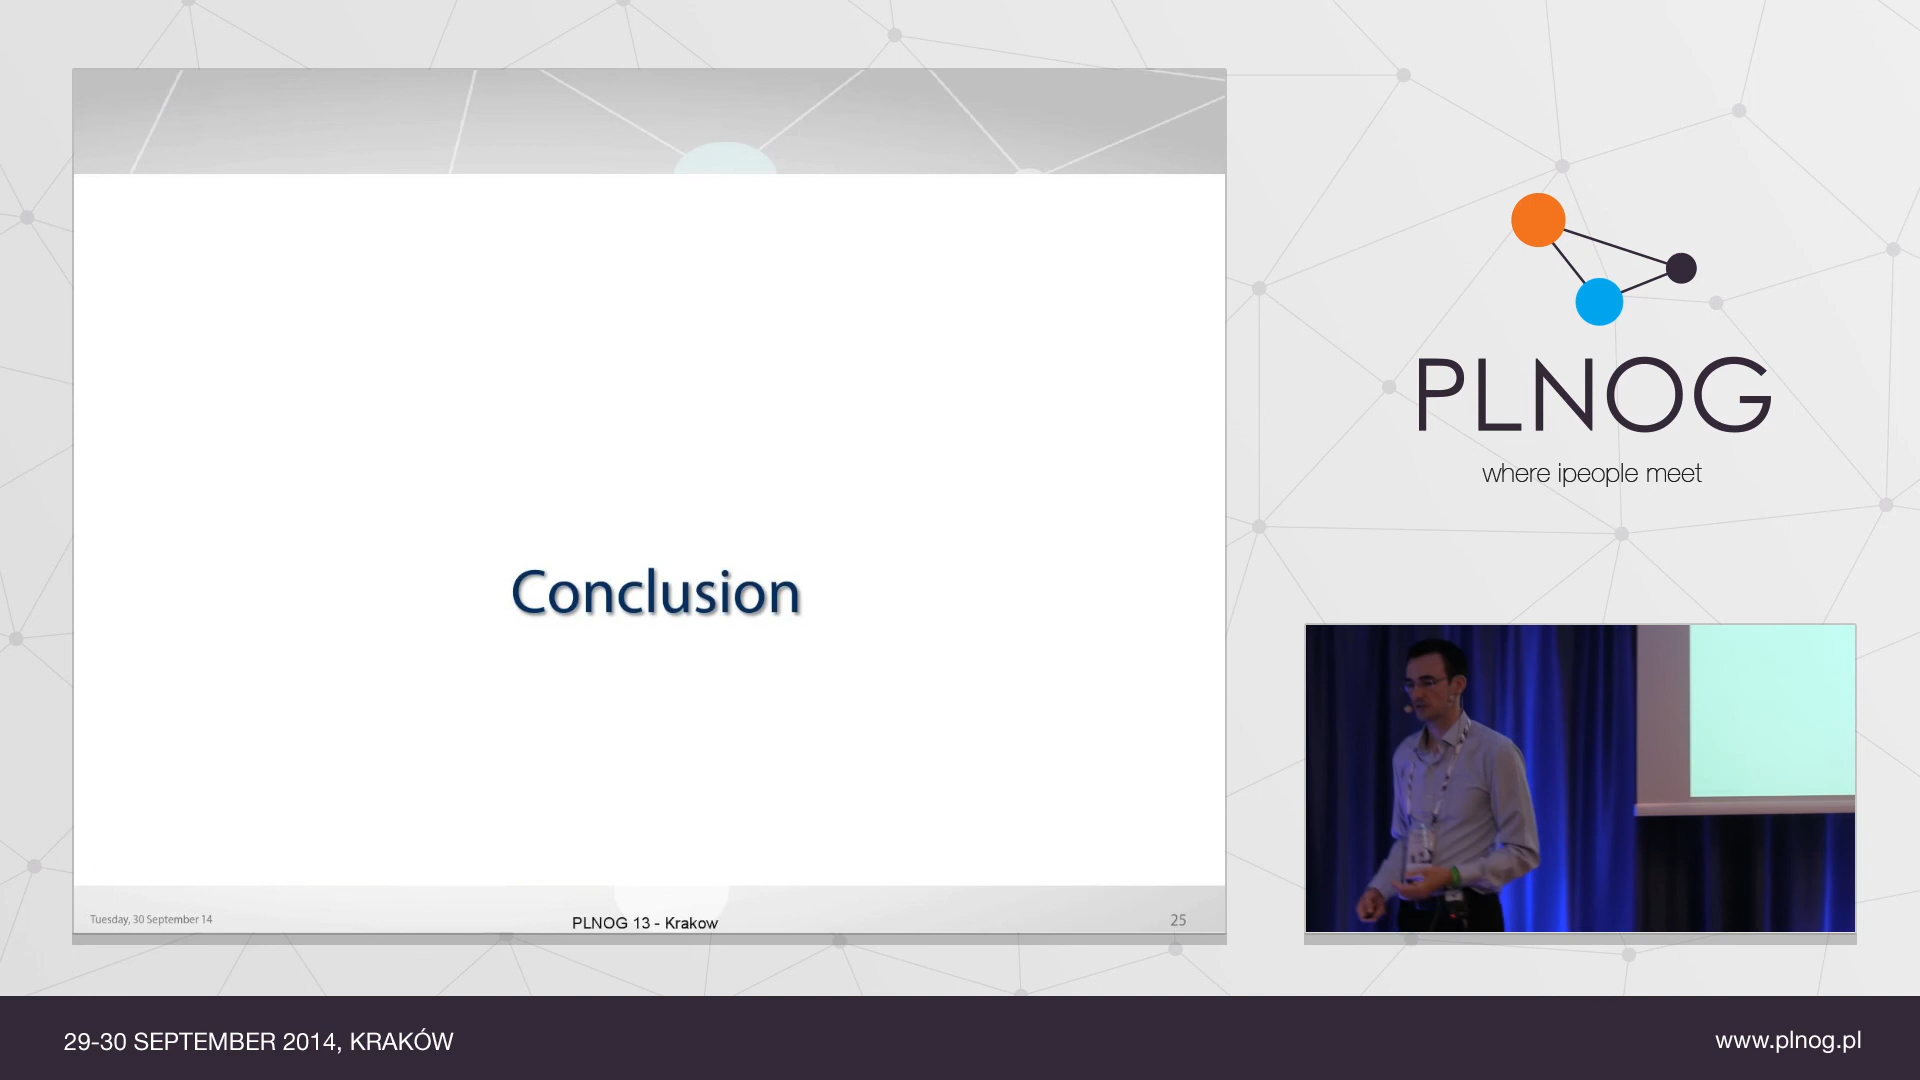 Conclusion
Tuesday, 30 September 14
PLNOG 13 - Krakow
25
PLNOG
where ipeople meet
29-30 SEPTEMBER 2014, KRAKÓW
www.plnog.pl